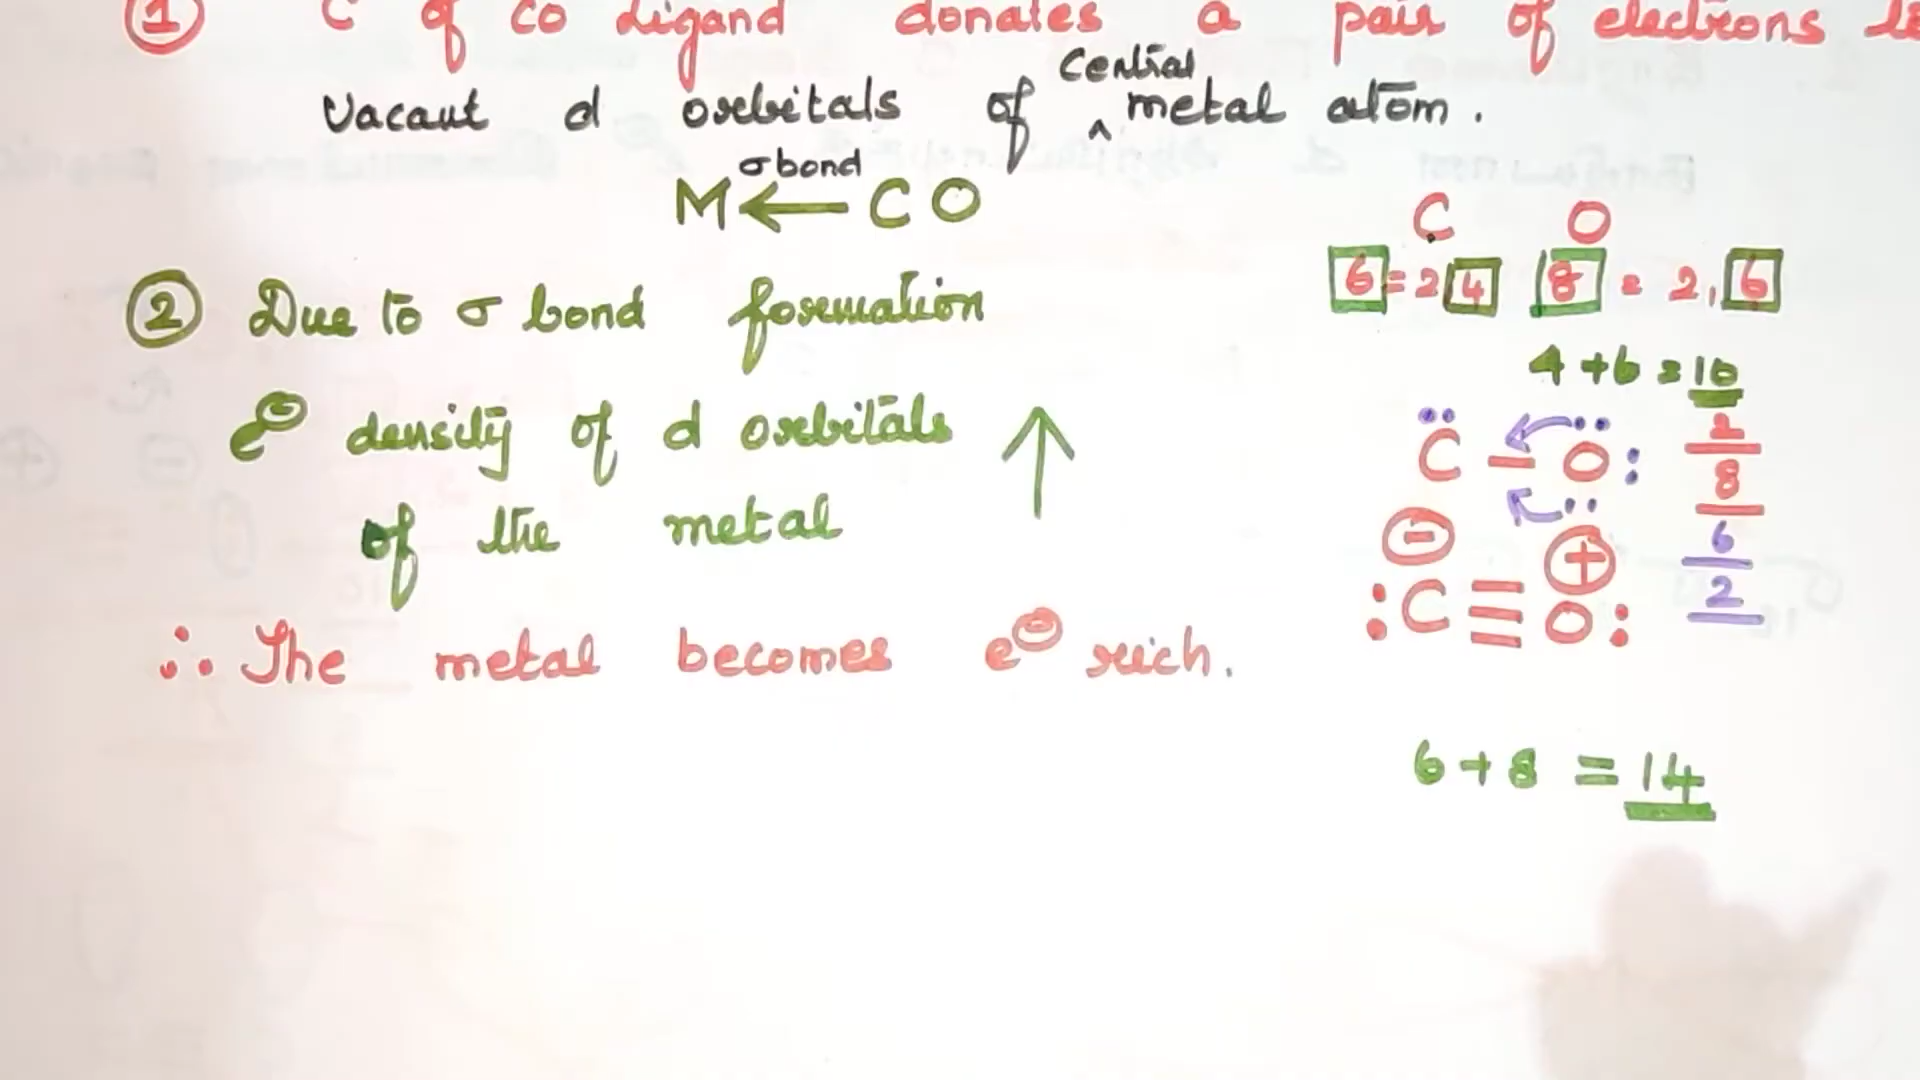 ① C of CO ligand donates a pair of electrons
vacant d orbitals of ^ central metal atom.
σ bond
M ← CO
② Due to σ bond formation
e⊖ density of d orbitals ↑
of the metal
∴ The metal becomes e⊖ rich.
C O
6 = 2 4 8 = 2, 6
4 + 6 = 10
C – O :
2
8
6
2
⊖ ⊕
: C ≡ O :
6 + 8 = 14